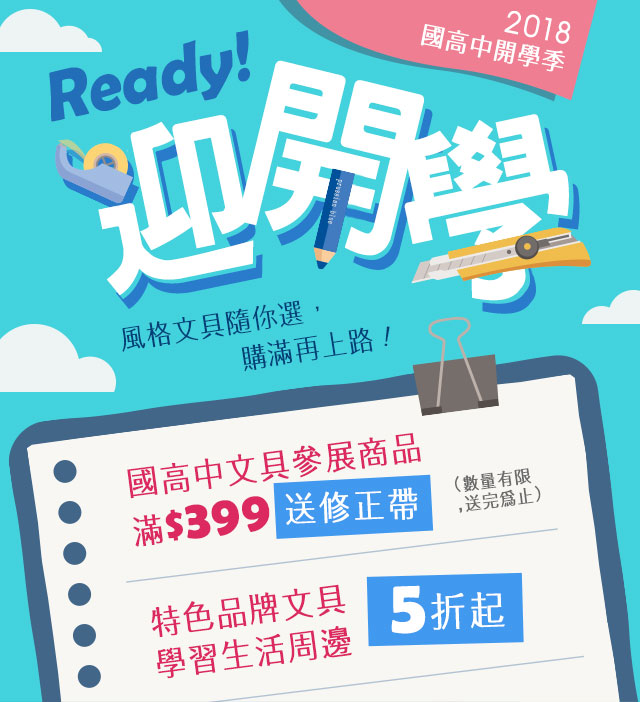 2018
國高中開學季
Ready!
迎開學
風格文具隨你選，
購滿再上路！
國高中文具參展商品
滿$399 送修正帶
（數量有限
,送完為止）
特色品牌文具
學習生活周邊
5折起